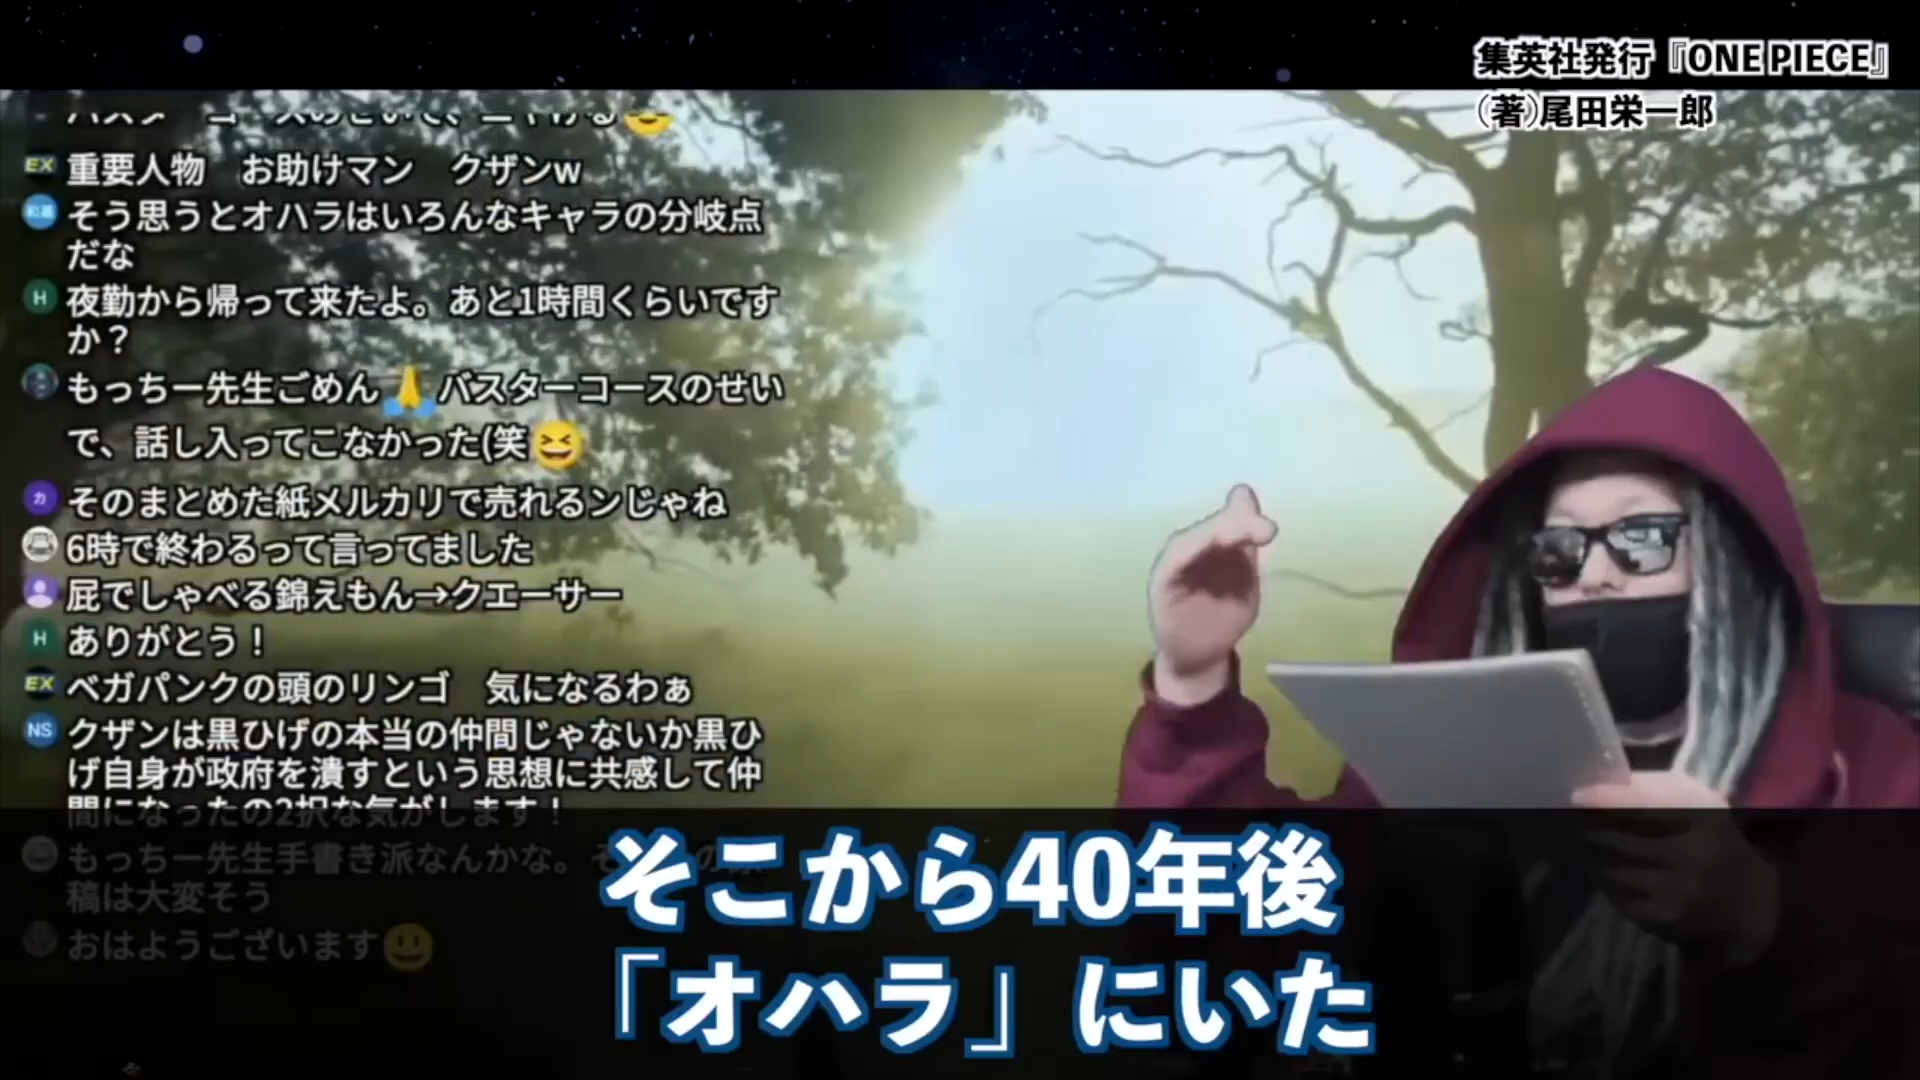 集英社発行『ONE PIECE』
(著)尾田栄一郎
EX 重要人物　お助けマン　クザンw
和基 そう思うとオハラはいろんなキャラの分岐点
だな
H 夜勤から帰って来たよ。あと1時間くらいです
か？
もっちー先生ごめん🙏バスターコースのせい
で、話し入ってこなかった(笑😆
カ そのまとめた紙メルカリで売れるンじゃね
6時で終わるって言ってました
屁でしゃべる錦えもん→クエーサー
H ありがとう！
EX ベガパンクの頭のリンゴ　気になるわぁ
NS クザンは黒ひげの本当の仲間じゃないか黒ひ
げ自身が政府を潰すという思想に共感して仲
間になったの2択な気がします！
もっちー先生手書き派なんかな。
稿は大変そう
おはようございます😃
そこから40年後
「オハラ」にいた